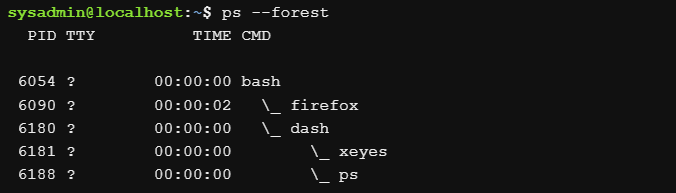 sysadmin@localhost:~$ ps --forest
  PID TTY          TIME CMD
 6054 ?        00:00:00 bash
 6090 ?        00:00:02   \_ firefox
 6180 ?        00:00:00   \_ dash
 6181 ?        00:00:00       \_ xeyes
 6188 ?        00:00:00       \_ ps